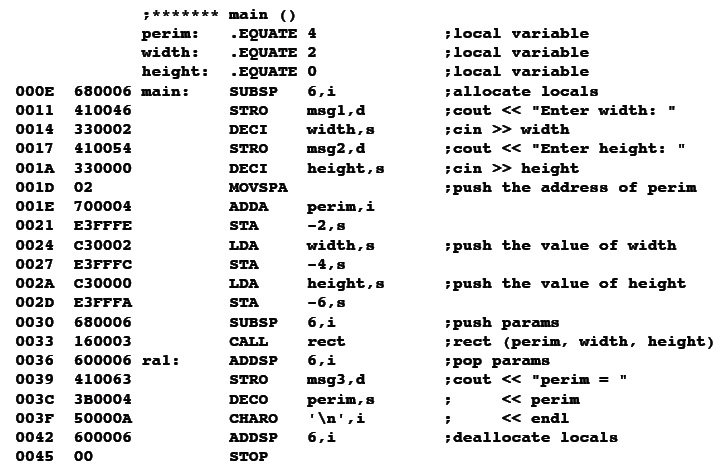 ;******* main ()
perim: .EQUATE 4 ;local variable
width: .EQUATE 2 ;local variable
height: .EQUATE 0 ;local variable
000E 680006 main: SUBSP 6,i ;allocate locals
0011 410046 STRO msg1,d ;cout << "Enter width: "
0014 330002 DECI width,s ;cin >> width
0017 410054 STRO msg2,d ;cout << "Enter height: "
001A 330000 DECI height,s ;cin >> height
001D 02 MOVSPA ;push the address of perim
001E 700004 ADDA perim,i
0021 E3FFFE STA -2,s
0024 C30002 LDA width,s ;push the value of width
0027 E3FFFC STA -4,s
002A C30000 LDA height,s ;push the value of height
002D E3FFFA STA -6,s
0030 680006 SUBSP 6,i ;push params
0033 160003 CALL rect ;rect (perim, width, height)
0036 600006 ra1: ADDSP 6,i ;pop params
0039 410063 STRO msg3,d ;cout << "perim = "
003C 3B0004 DECO perim,s ; << perim
003F 50000A CHARO '\n',i ; << endl
0042 600006 ADDSP 6,i ;deallocate locals
0045 00 STOP